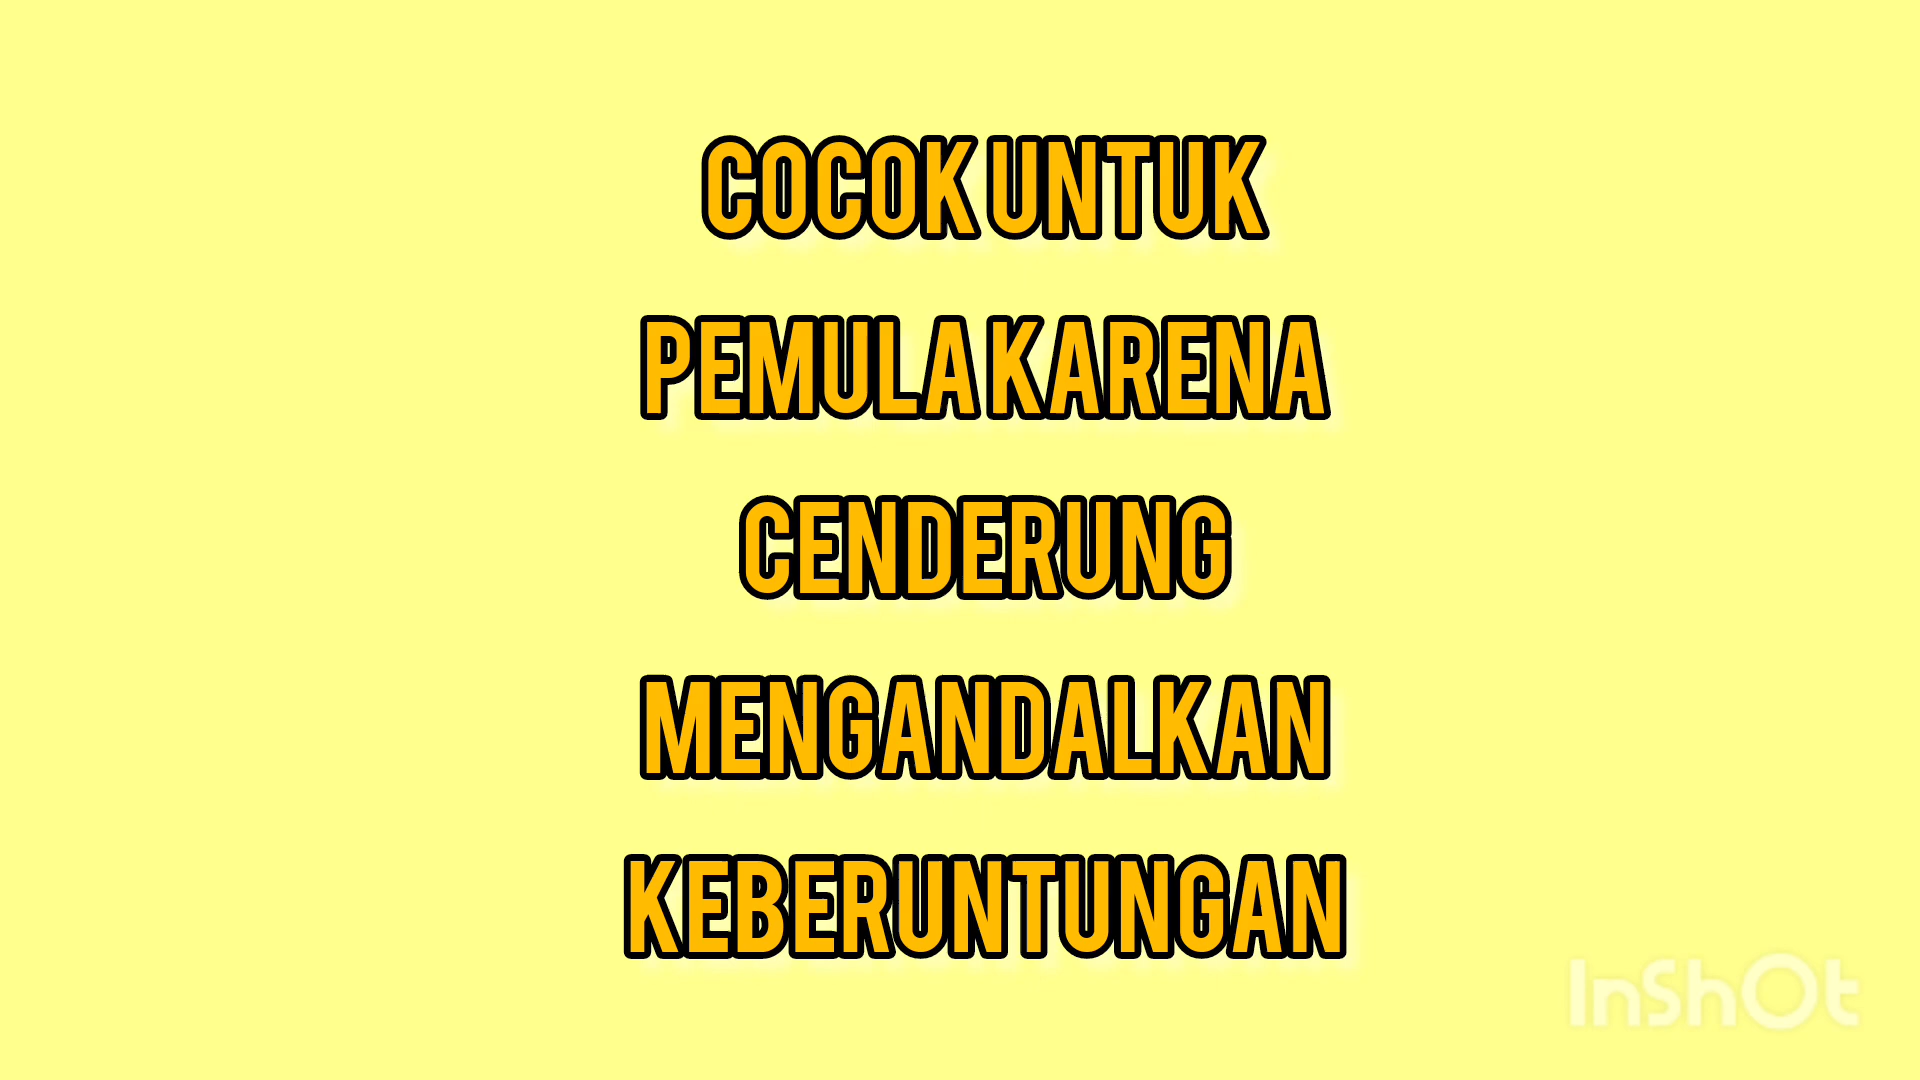 COCOK UNTUK
PEMULA KARENA
CENDERUNG
MENGANDALKAN
KEBERUNTUNGAN
InShOt